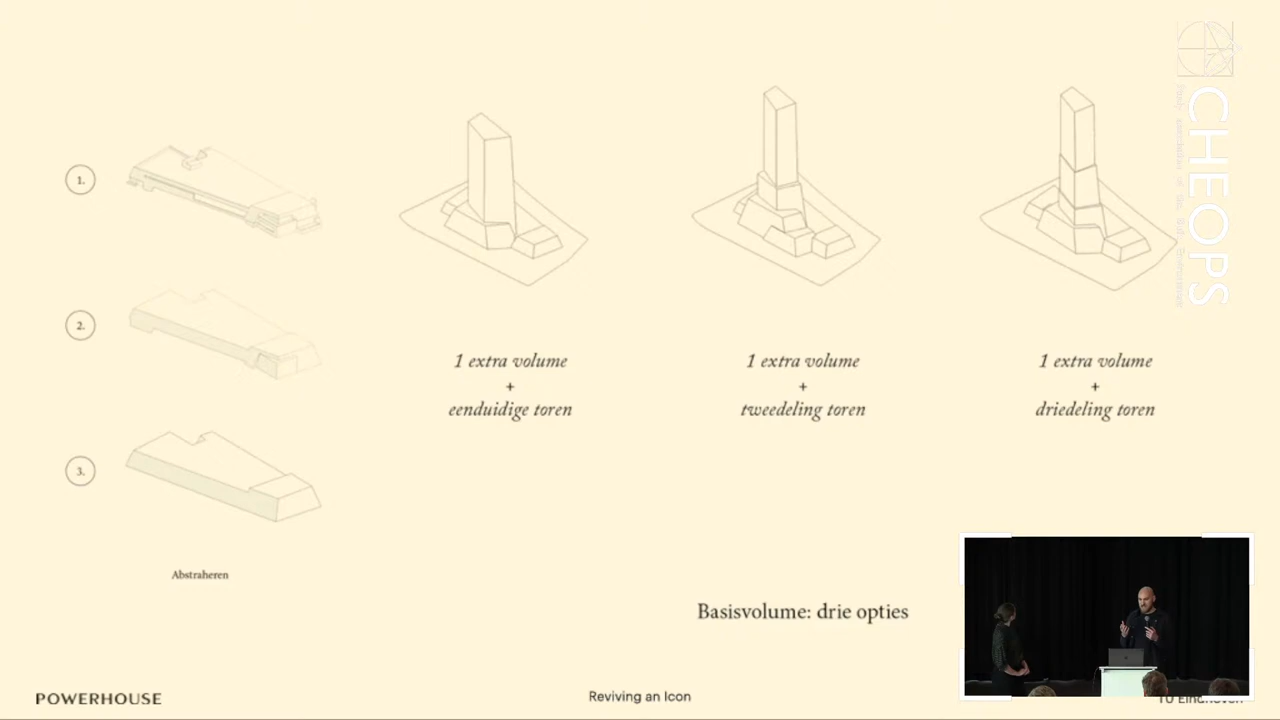 1.
2.
3.
Abstraheren
1 extra volume
+
eenduidige toren
1 extra volume
+
tweedeling toren
1 extra volume
+
driedeling toren
Basisvolume: drie opties
CHEOPS
POWERHOUSE
Reviving an Icon
TU Eindhoven